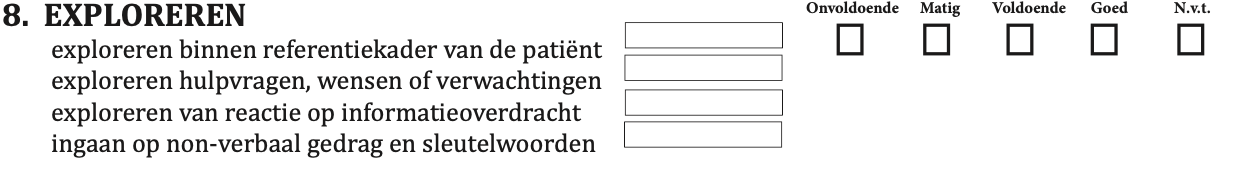 8. EXPLOREREN
Onvoldoende Matig Voldoende Goed N.v.t.
exploreren binnen referentiekader van de patiënt
exploreren hulpvragen, wensen of verwachtingen
exploreren van reactie op informatieoverdracht
ingaan op non-verbaal gedrag en sleutelwoorden